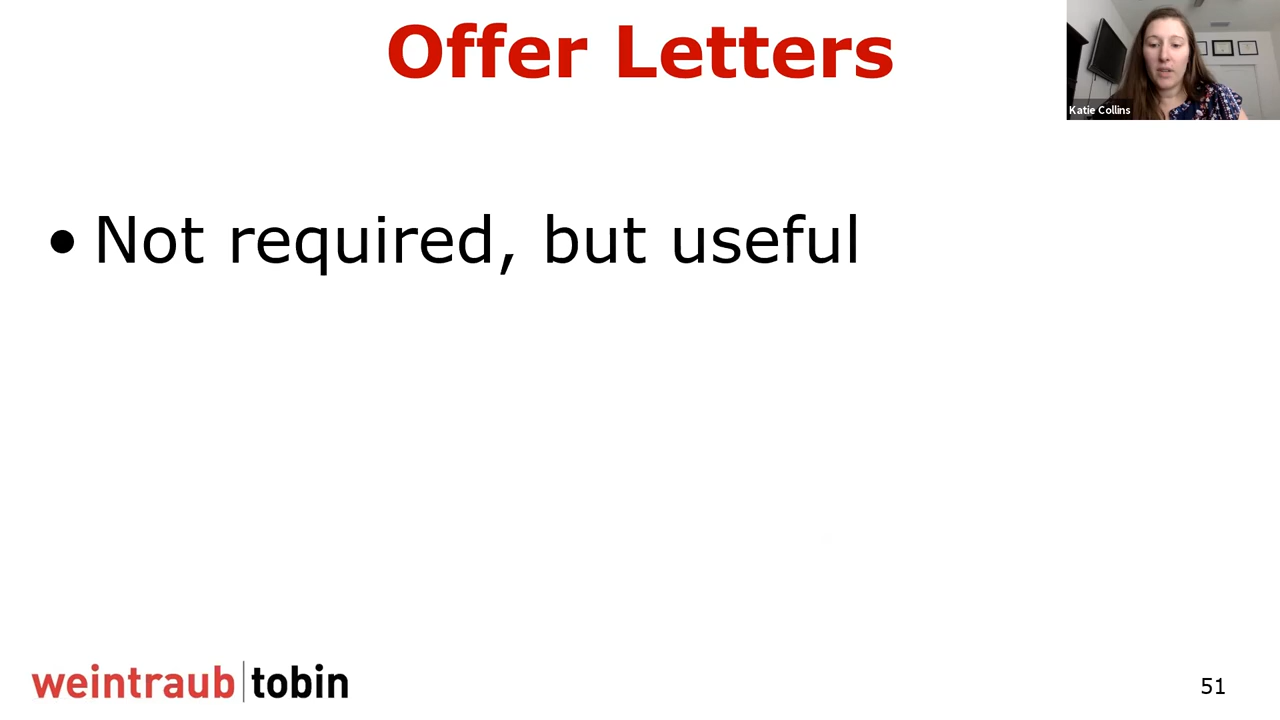 Offer Letters
Katie Collins
• Not required, but useful
weintraub tobin
51